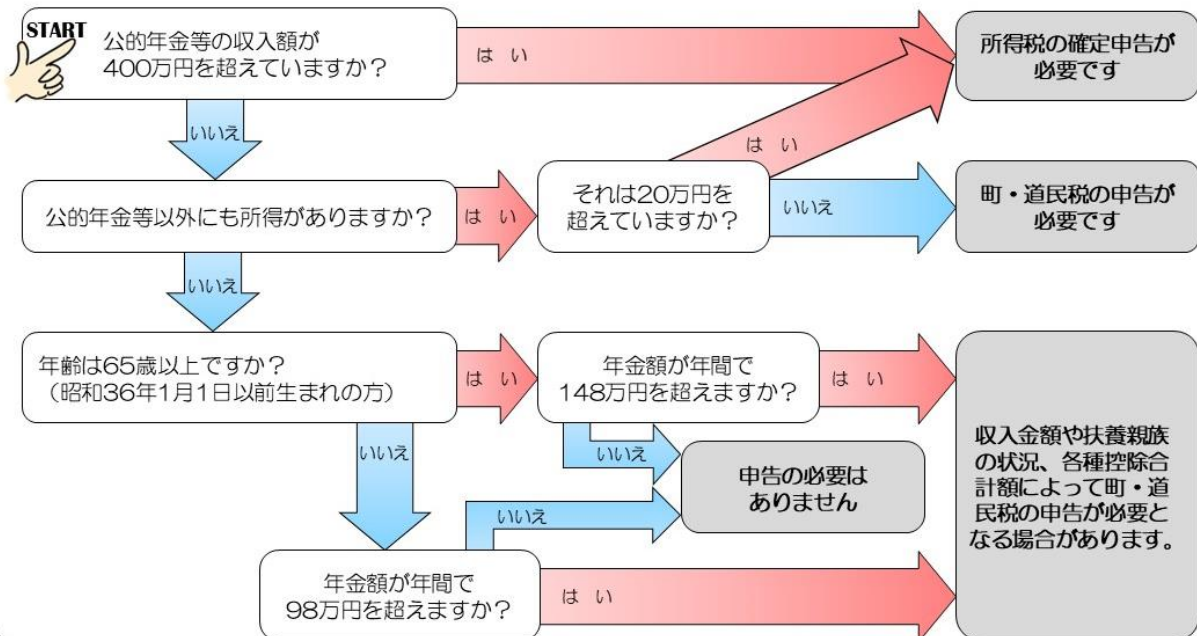 START
公的年金等の収入額が
400万円を超えていますか？
は い
所得税の確定申告が
必要です
いいえ
は い
公的年金等以外にも所得がありますか？
は い
それは20万円を
超えていますか？
いいえ
町・道民税の申告が
必要です
いいえ
年齢は65歳以上ですか？
（昭和36年1月1日以前生まれの方）
は い
年金額が年間で
148万円を超えますか？
は い
収入金額や扶養親族
の状況、各種控除合
計額によって町・道
民税の申告が必要と
なる場合があります。
いいえ
いいえ
申告の必要は
ありません
いいえ
年金額が年間で
98万円を超えますか？
は い